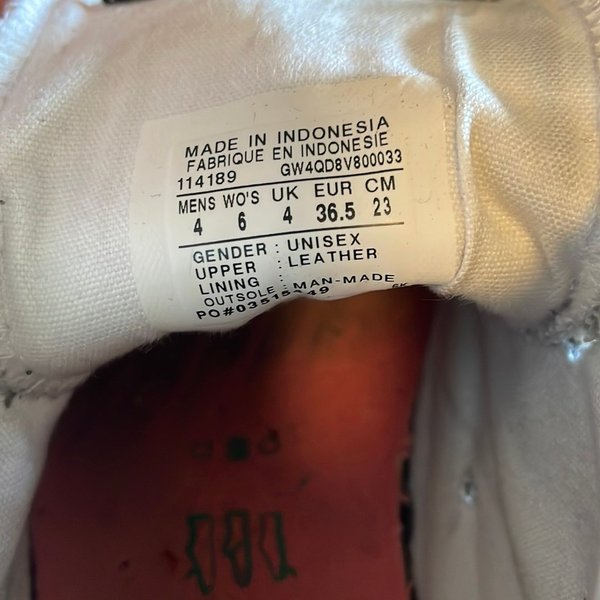 MADE IN INDONESIA
FABRIQUE EN INDONESIE
114189 GW4QD8V800033
MENS WO'S UK EUR CM
4 6 4 36.5 23
GENDER : UNISEX
UPPER : LEATHER
LINING :
OUTSOLE : MAN-MADE